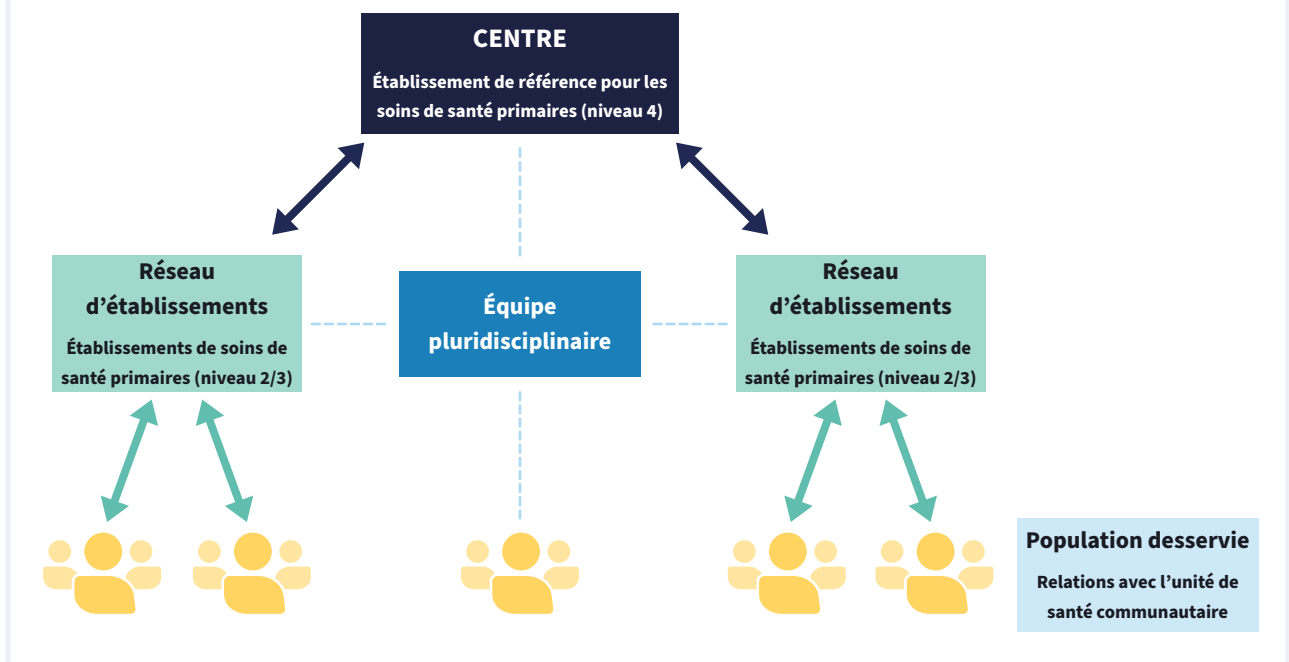 CENTRE
Établissement de référence pour les
soins de santé primaires (niveau 4)
Réseau
d’établissements
Établissements de soins de
santé primaires (niveau 2/3)
Équipe
pluridisciplinaire
Réseau
d’établissements
Établissements de soins de
santé primaires (niveau 2/3)
Population desservie
Relations avec l’unité de
santé communautaire